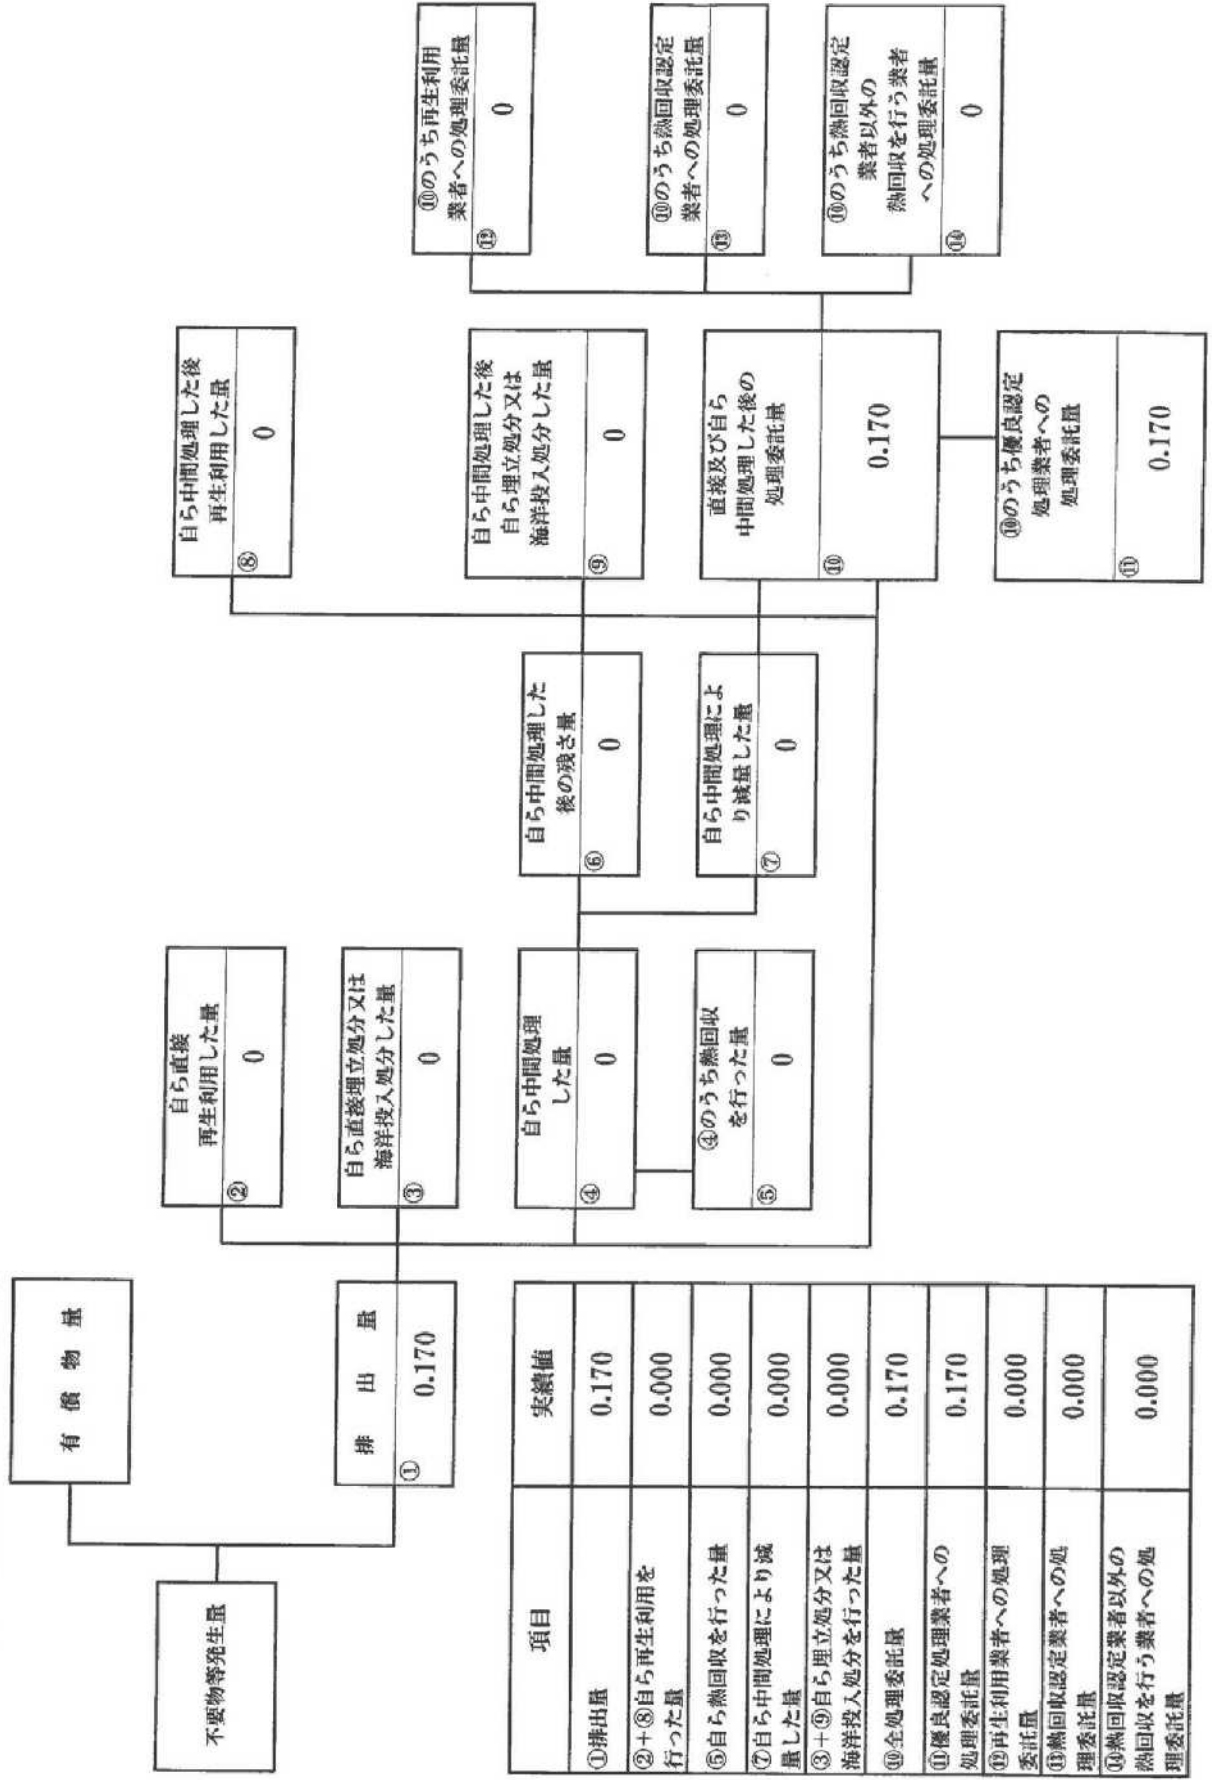 不要物等発生量
有償物量
排出量
①
0.170
自ら直接
再生利用した量
②
0
自ら直接埋立処分又は
海洋投入処分した量
③
0
自ら中間処理
した量
④
0
④のうち熱回収
を行った量
⑤
0
自ら中間処理した
後の残さ量
⑥
0
自ら中間処理によ
り減量した量
⑦
0
自ら中間処理した後
再生利用した量
⑧
0
自ら中間処理した後
自ら埋立処分又は
海洋投入処分した量
⑨
0
直接及び自ら
中間処理した後の
処理委託量
⑩
0.170
⑩のうち優良認定
処理業者への
処理委託量
⑪
0.170
⑩のうち再生利用
業者への処理委託量
⑫
0
⑩のうち熱回収認定
業者への処理委託量
⑬
0
⑩のうち熱回収認定
業者以外の
熱回収を行う業者
への処理委託量
⑭
0
項目 実績値
①排出量 0.170
②+⑧自ら再生利用を
行った量 0.000
⑤自ら熱回収を行った量 0.000
⑦自ら中間処理により減
量した量 0.000
③+⑨自ら埋立処分又は
海洋投入処分を行った量 0.000
⑩全処理委託量 0.170
⑪優良認定処理業者への
処理委託量 0.170
⑫再生利用業者への処理
委託量 0.000
⑬熱回収認定業者への処
理委託量 0.000
⑭熱回収認定業者以外の
熱回収を行う業者への処
理委託量 0.000